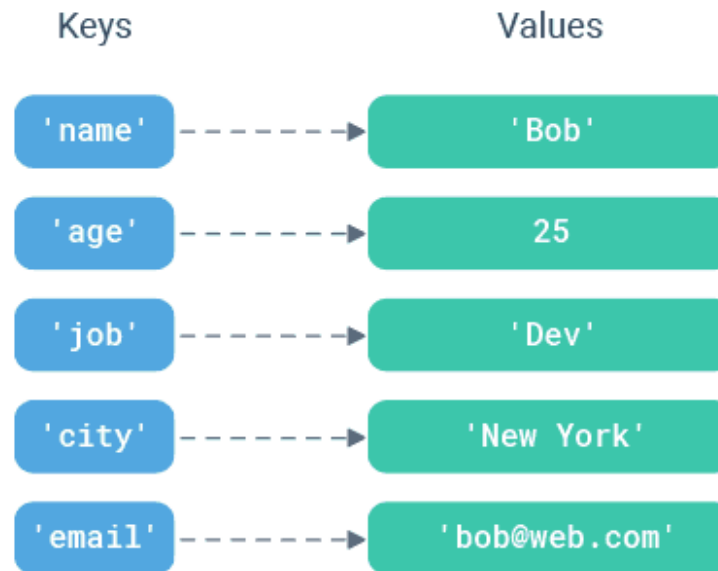 Keys Values
'name' 'Bob'
'age' 25
'job' 'Dev'
'city' 'New York'
'email' 'bob@web.com'